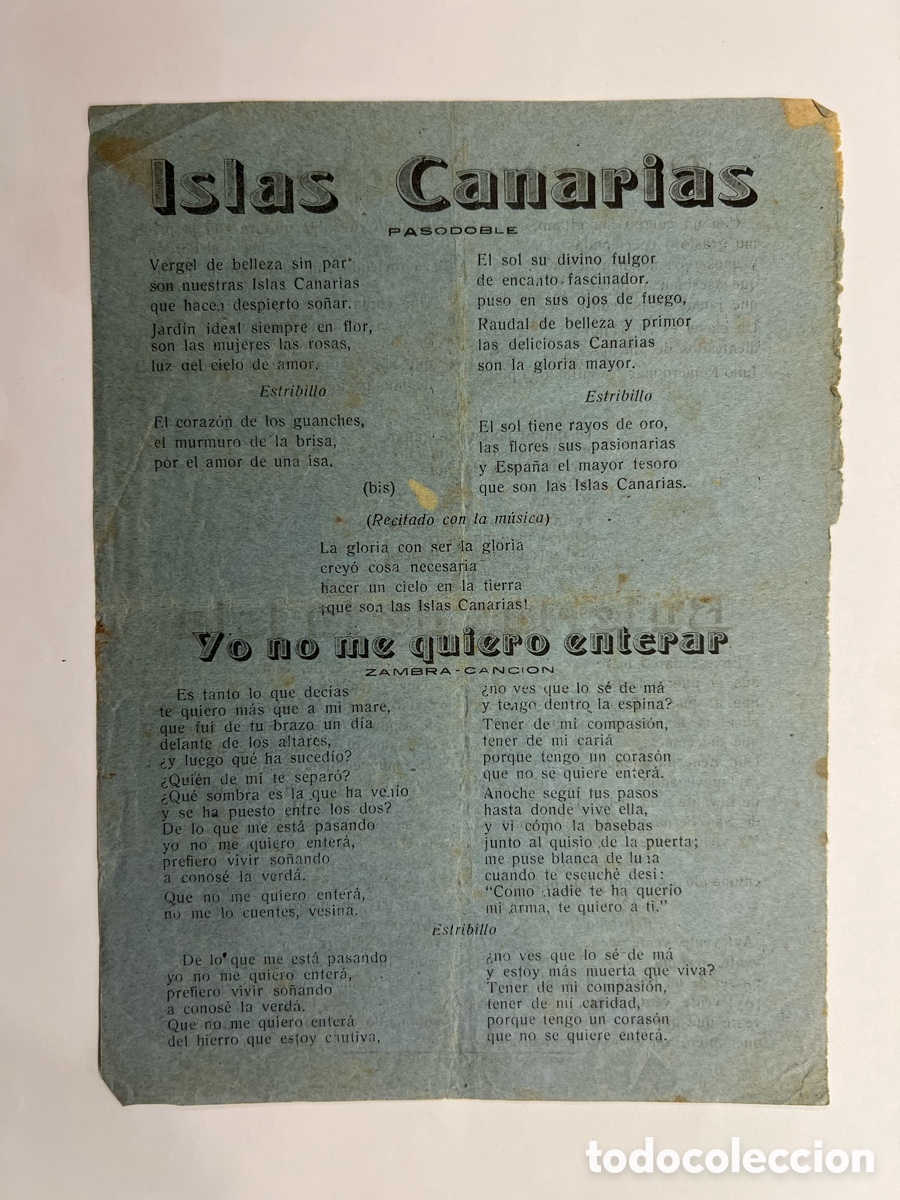 Islas Canarias
PASODOBLE
Vergel de belleza sin par'
son nuestras Islas Canarias
que hacen despierto soñar.
Jardín ideal siempre en flor,
son las mujeres las rosas,
luz del cielo de amor.
Estribillo
El corazón de los guanches,
el murmuro de la brisa,
por el amor de una isa.
(bis)
El sol su divino fulgor
de encanto fascinador.
puso en sus ojos de fuego,
Raudal de belleza y primor
las deliciosas Canarias
son la gloria mayor.
Estribillo
El sol tiene rayos de oro,
las flores sus pasionarias
y España el mayor tesoro
que son las Islas Canarias.
(Recitado con la música)
La gloria con ser la gloria
creyó cosa necesaria
hacer un cielo en la tierra
¡que son las Islas Canarias!
Yo no me quiero enterar
ZAMBRA-CANCION
Es tanto lo que decías
te quiero más que a mi mare,
que fuí de tu brazo un día
delante de los altares,
¿y luego qué ha sucedío?
¿Quién de mí te separó?
¿Qué sombra es la que ha venío
y se ha puesto entre los dos?
De lo que me está pasando
yo no me quiero enterá,
prefiero vivir soñando
a conosé la verdá.
Que no me quiero enterá,
no me lo cuentes, vesina.
¿no ves que lo sé de má
y tengo dentro la espina?
Tener de mí compasión,
tener de mi cariá
porque tengo un corasón
que no se quiere enterá.
Anoche seguí tus pasos
hasta donde vive ella,
y vi cómo la basebas
junto al quisio de la puerta;
me puse blanca de luna
cuando te escuché desí:
"Como nadie te ha querío
mi arma, te quiero a ti."
Estribillo
De lo que me está pasando
yo no me quiero enterá,
prefiero vivir soñando
a conosé la verdá.
Que no me quiero enterá
del hierro que estoy cautiva,
¿no ves que lo sé de má
y estoy más muerta que viva?
Tener de mi compasión,
tener de mí caridad,
porque tengo un corasón
que no se quiere enterá.
todocoleccion